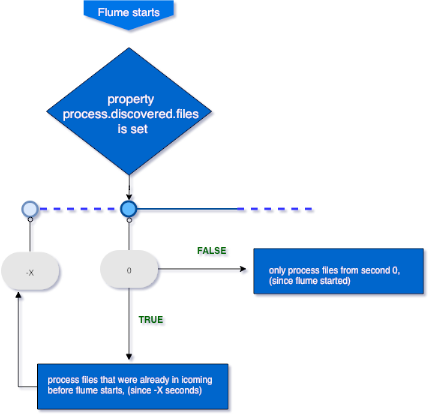 Flume starts
property
process.discovered.files
is set
FALSE
-X
0
only process files from second 0,
(since flume started)
TRUE
process files that were already in icoming
before flume starts, (since -X seconds)